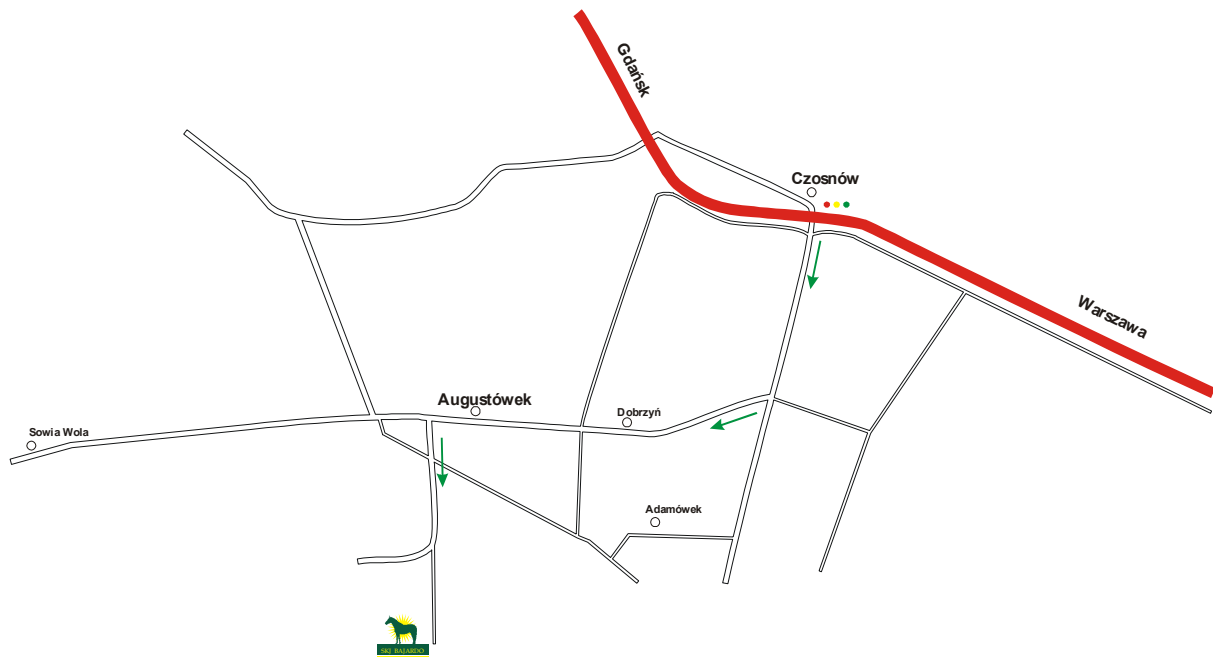 Gdańsk
Czosnów
Warszawa
Augustówek
Dobrzyń
Sowia Wola
Adamówek
SKJ BAJARDO